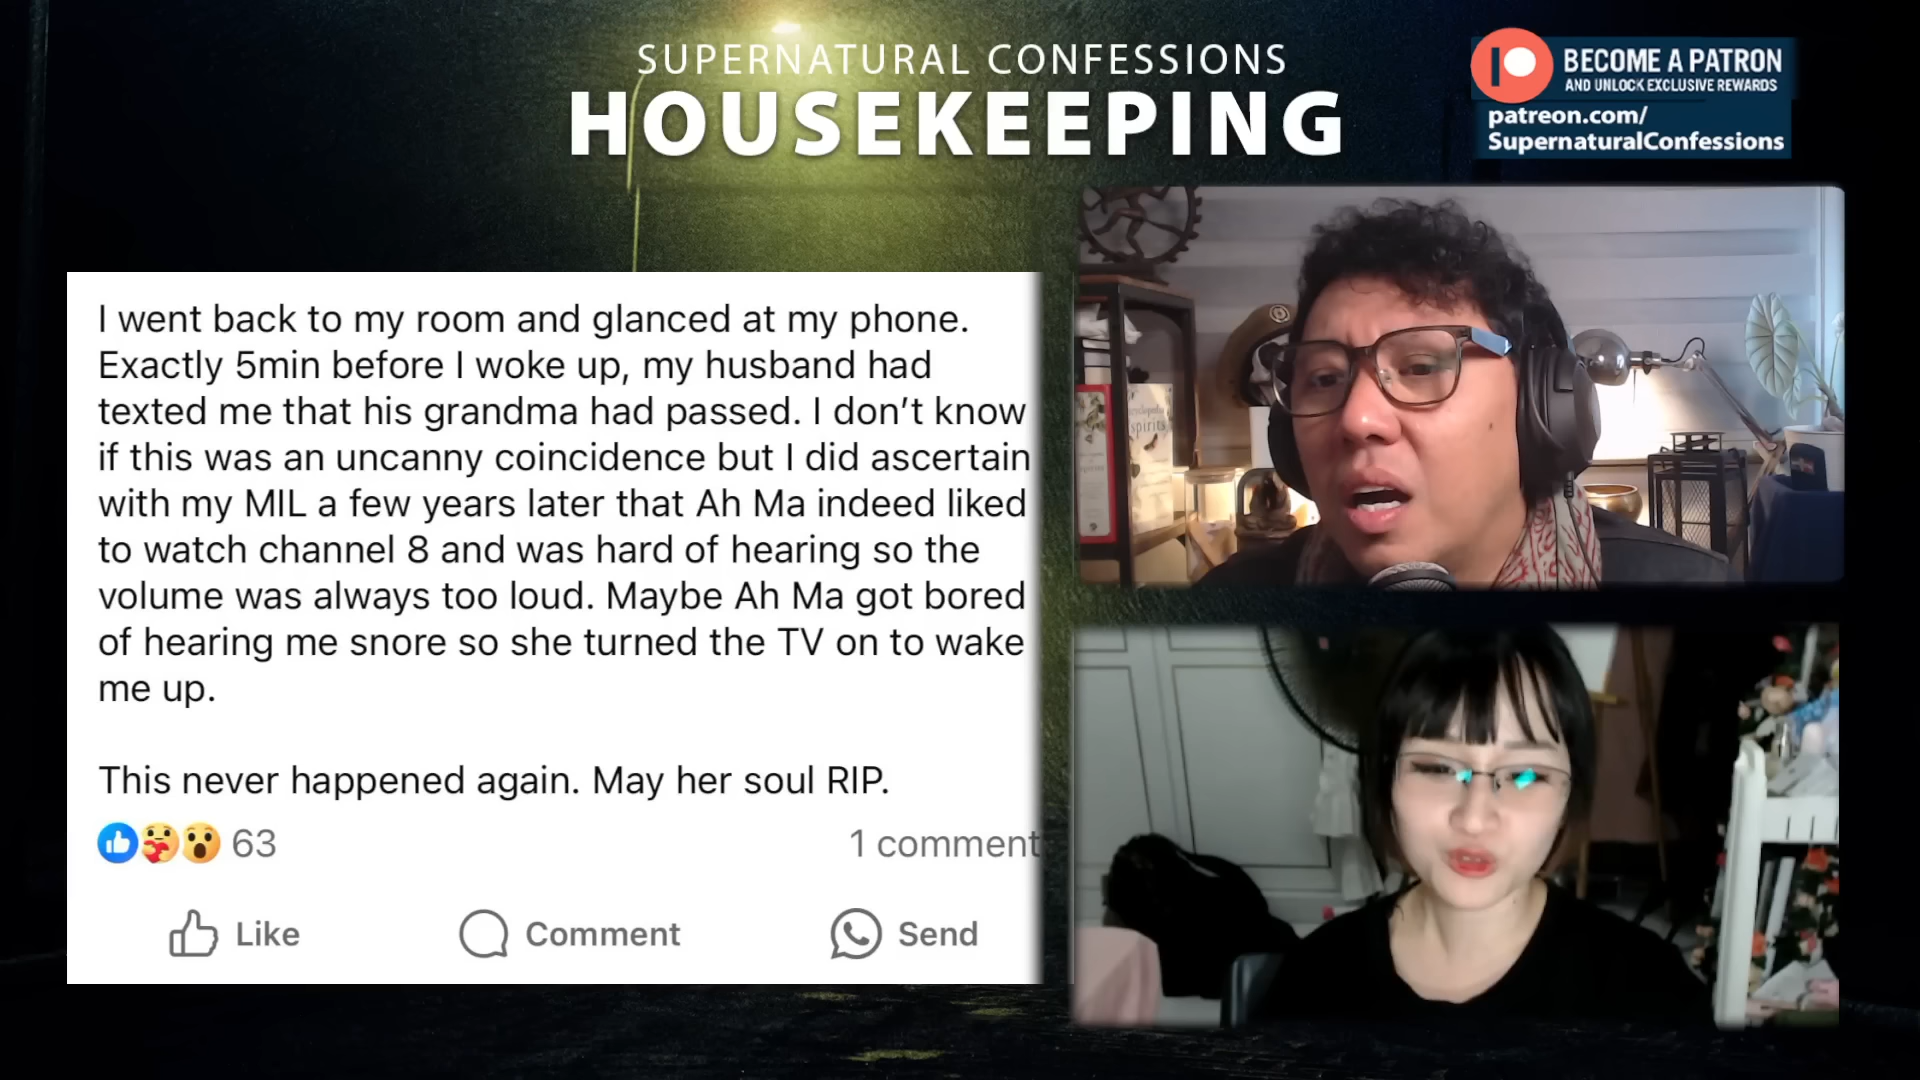 SUPERNATURAL CONFESSIONS
HOUSEKEEPING
BECOME A PATRON
AND UNLOCK EXCLUSIVE REWARDS
patreon.com/
SupernaturalConfessions
I went back to my room and glanced at my phone.
Exactly 5min before I woke up, my husband had
texted me that his grandma had passed. I don’t know
if this was an uncanny coincidence but I did ascertain
with my MIL a few years later that Ah Ma indeed liked
to watch channel 8 and was hard of hearing so the
volume was always too loud. Maybe Ah Ma got bored
of hearing me snore so she turned the TV on to wake
me up.
This never happened again. May her soul RIP.
63
1 comment
Like
Comment
Send
spirits